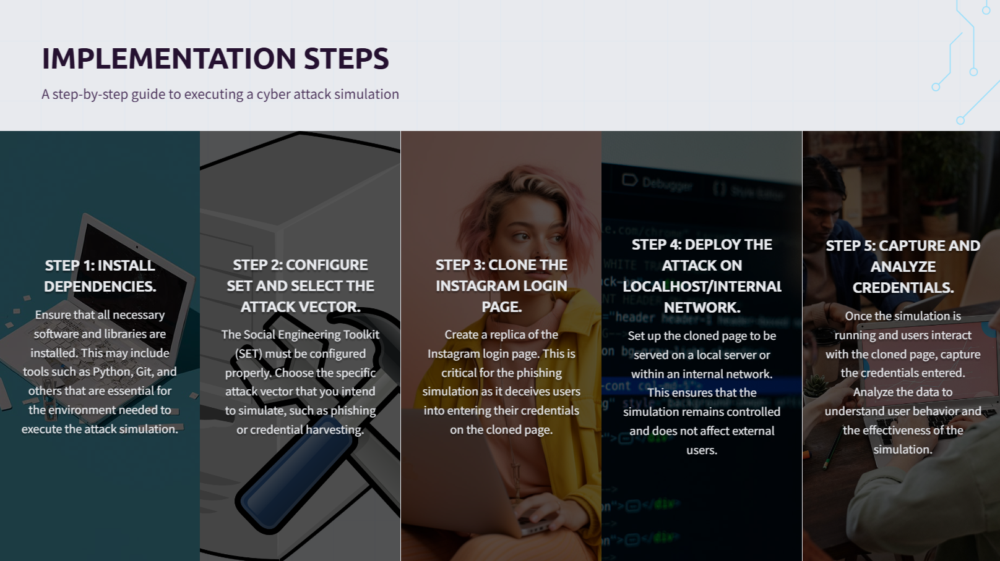 IMPLEMENTATION STEPS
A step-by-step guide to executing a cyber attack simulation
STEP 1: INSTALL
DEPENDENCIES.
Ensure that all necessary
software and libraries are
installed. This may include
tools such as Python, Git, and
others that are essential for
the environment needed to
execute the attack simulation.
STEP 2: CONFIGURE
SET AND SELECT THE
ATTACK VECTOR.
The Social Engineering Toolkit
(SET) must be configured
properly. Choose the specific
attack vector that you intend
to simulate, such as phishing
or credential harvesting.
STEP 3: CLONE THE
INSTAGRAM LOGIN
PAGE.
Create a replica of the
Instagram login page. This is
critical for the phishing
simulation as it deceives users
into entering their credentials
on the cloned page.
Debugger
{ } Style Editor
STEP 4: DEPLOY THE
ATTACK ON
LOCALHOST/INTERNAL
NETWORK.
Set up the cloned page to be
served on a local server or
within an internal network.
This ensures that the
simulation remains controlled
and does not affect external
users.
</div>
</div>
STEP 5: CAPTURE AND
ANALYZE
CREDENTIALS.
Once the simulation is
running and users interact
with the cloned page, capture
the credentials entered.
Analyze the data to
understand user behavior and
the effectiveness of the
simulation.